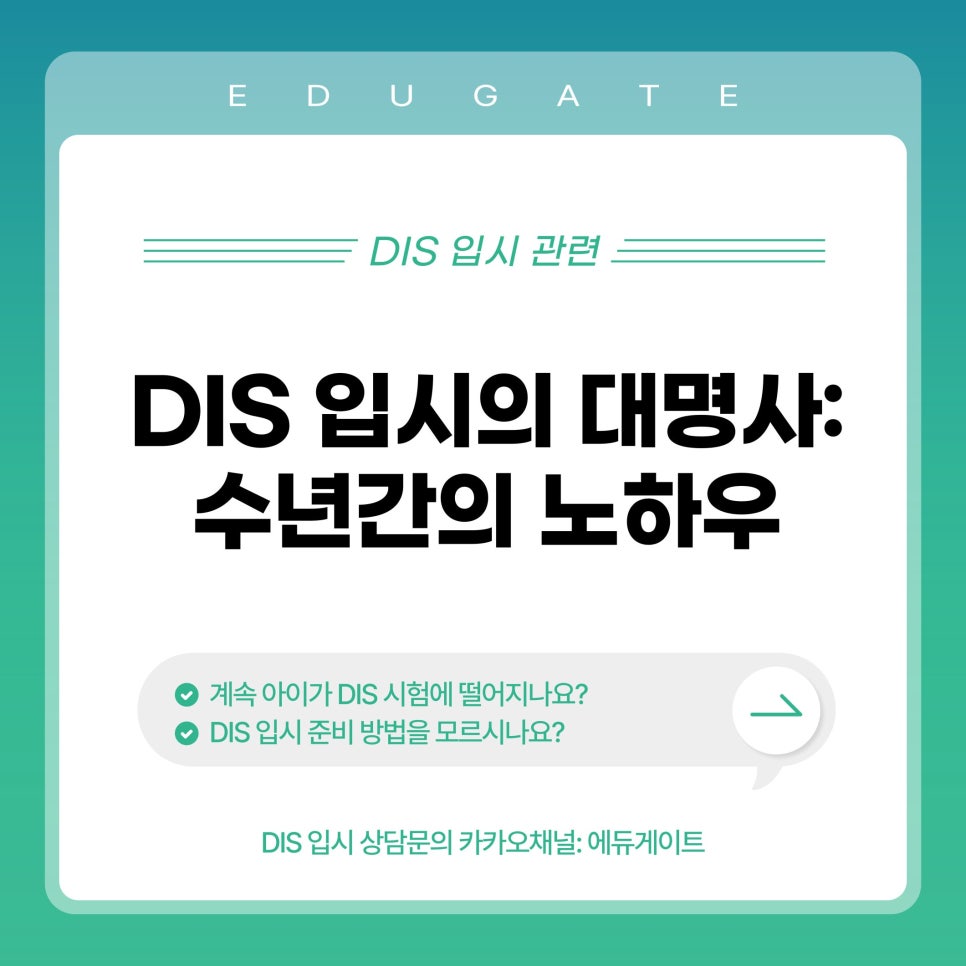 EDUGATE
DIS 입시 관련
DIS 입시의 대명사:
수년간의 노하우
계속 아이가 DIS 시험에 떨어지나요?
DIS 입시 준비 방법을 모르시나요?
DIS 입시 상담문의 카카오채널: 에듀게이트